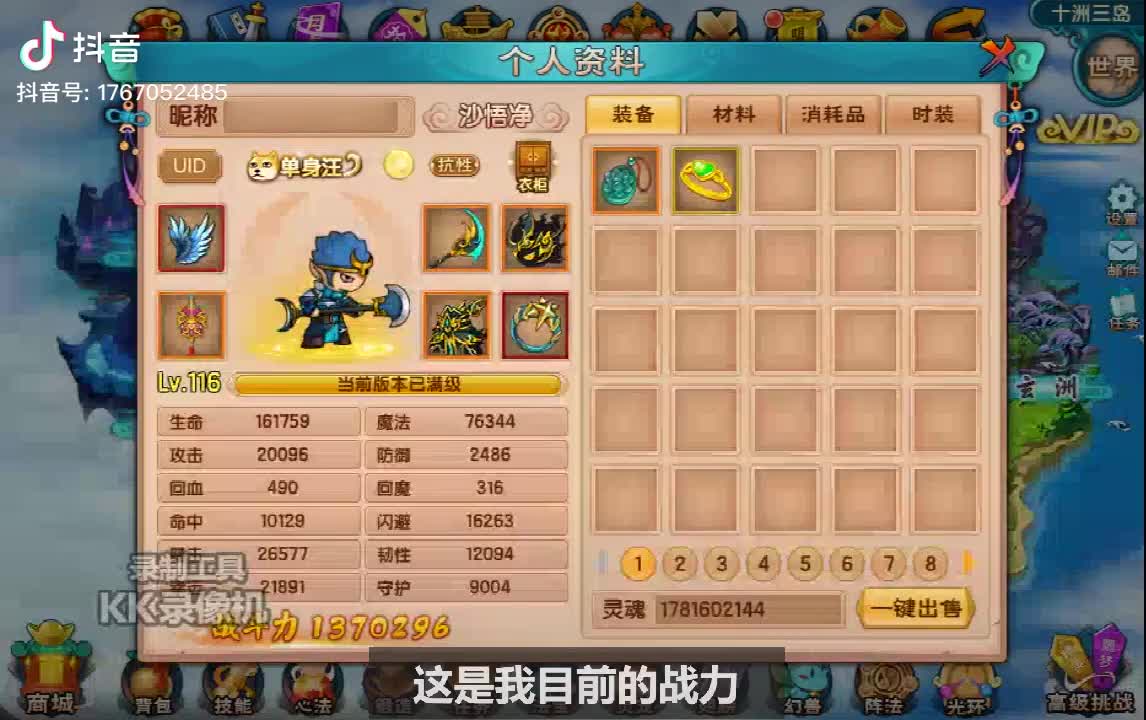 抖音
抖音号: 1767052485
十洲三岛
个人资料
世界
昵称
沙悟净
装备
材料
消耗品
时装
VIP
UID
单身汪
抗性
衣柜
设置
邮件
任务
Lv.116
当前版本已满级
玄洲
生命 161759
魔法 76344
攻击 20096
防御 2486
回血 490
回魔 316
命中 10129
闪避 16263
26577
韧性 12094
21891
守护 9004
录制工具
KK录像机
战斗力 1370296
1 2 3 4 5 6 7 8
灵魂 1781602144
一键出售
这是我目前的战力
商城
背包
技能
心法
幻兽
阵法
光环
高级挑战